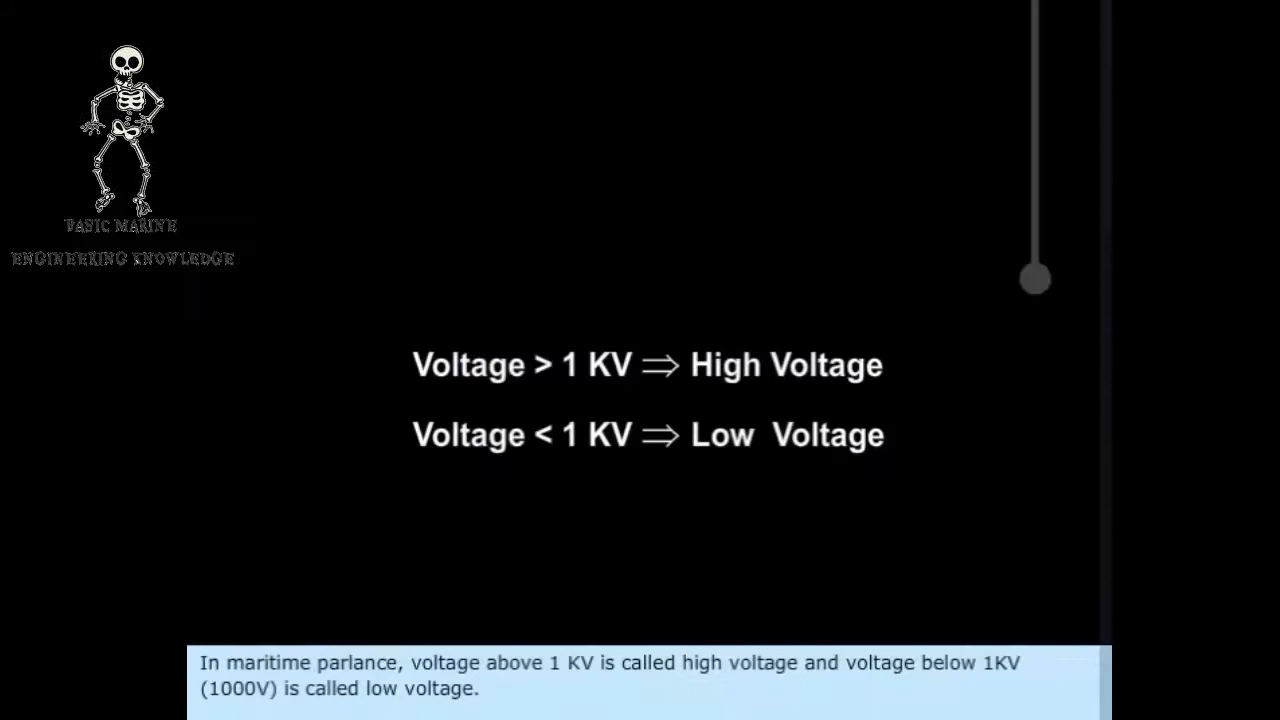 BASIC MARINE
ENGINEERING KNOWLEDGE
Voltage > 1 KV ⇒ High Voltage
Voltage < 1 KV ⇒ Low Voltage
In maritime parlance, voltage above 1 KV is called high voltage and voltage below 1KV
(1000V) is called low voltage.